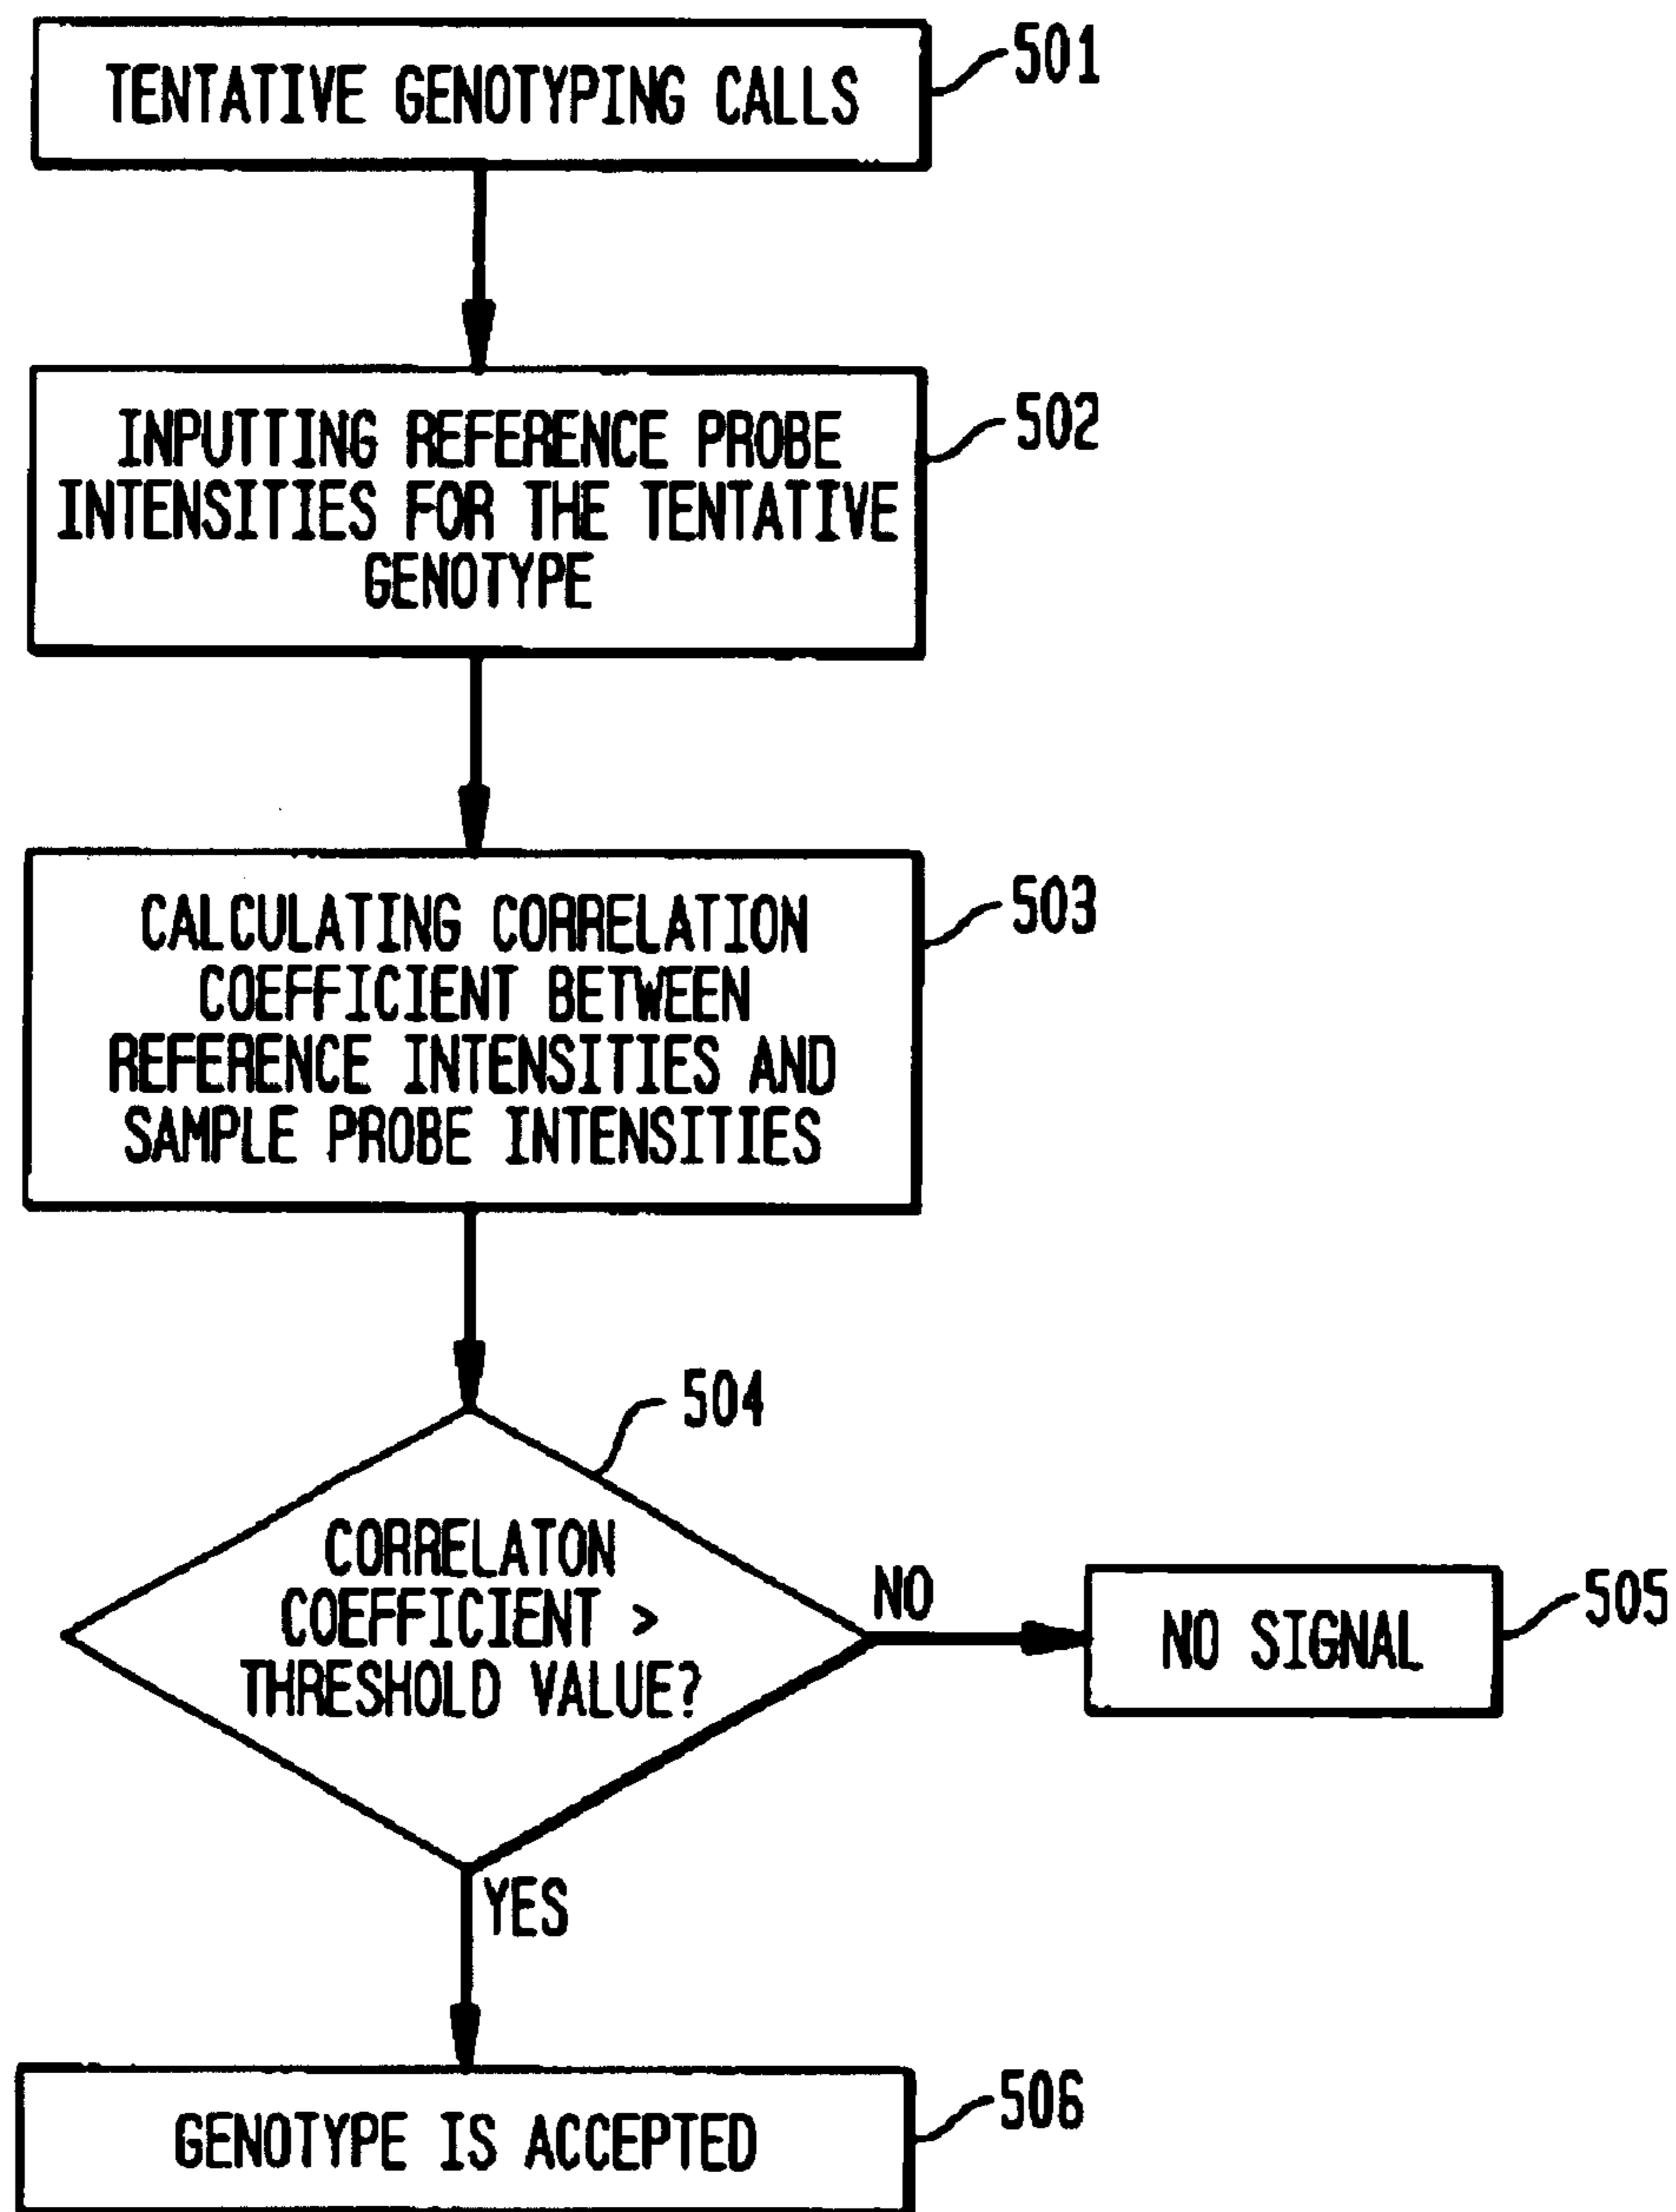 TENTATIVE GENOTYPING CALLS
501
INPUTTING REFERENCE PROBE
INTENSITIES FOR THE TENTATIVE
GENOTYPE
502
CALCULATING CORRELATION
COEFFICIENT BETWEEN
REFERENCE INTENSITIES AND
SAMPLE PROBE INTENSITIES
503
504
CORRELATON
COEFFICIENT >
THRESHOLD VALUE?
NO
NO SIGNAL
505
YES
GENOTYPE IS ACCEPTED
506